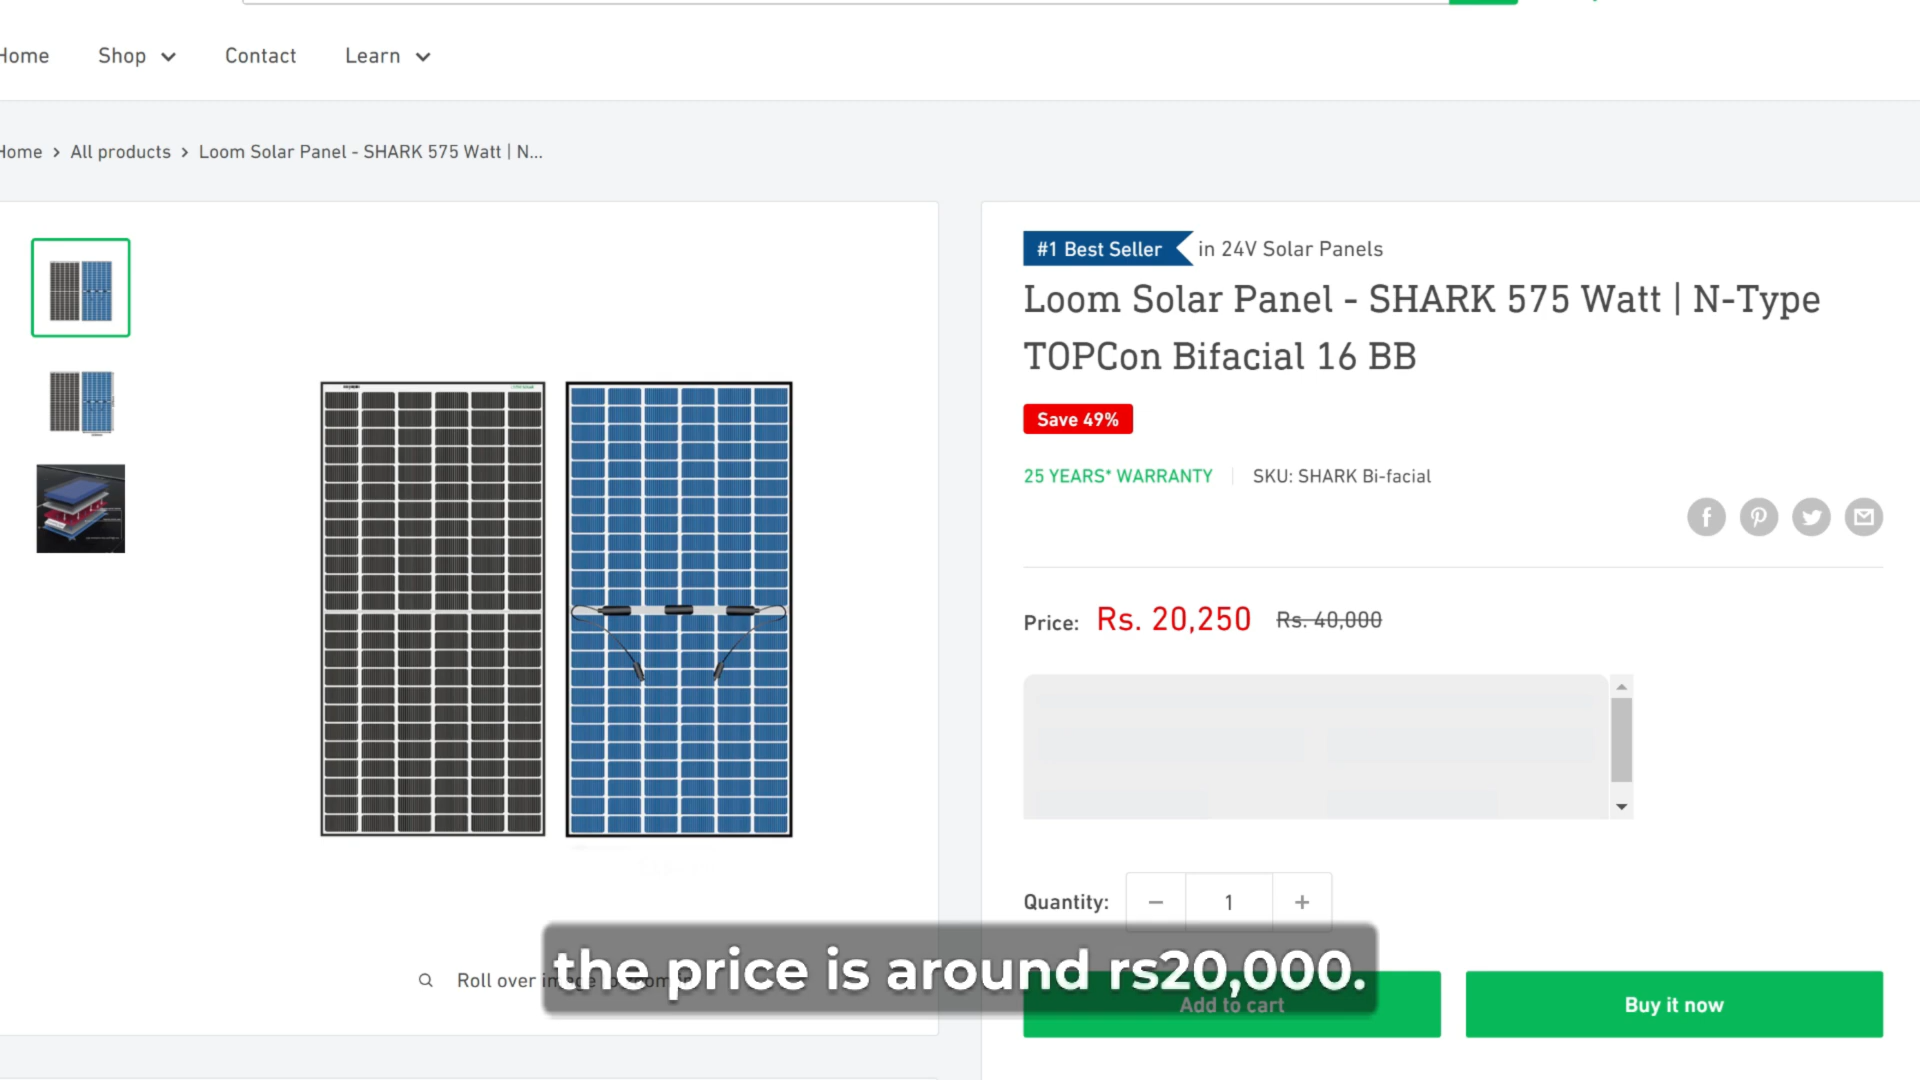 Home
Shop
Contact
Learn
Home > All products > Loom Solar Panel - SHARK 575 Watt | N...
#1 Best Seller in 24V Solar Panels
Loom Solar Panel - SHARK 575 Watt | N-Type
TOPCon Bifacial 16 BB
Save 49%
25 YEARS* WARRANTY
SKU: SHARK Bi-facial
Price: Rs. 20,250 Rs. 40,000
Quantity: − 1 +
Roll over image to zoom
the price is around rs20,000.
Add to cart
Buy it now